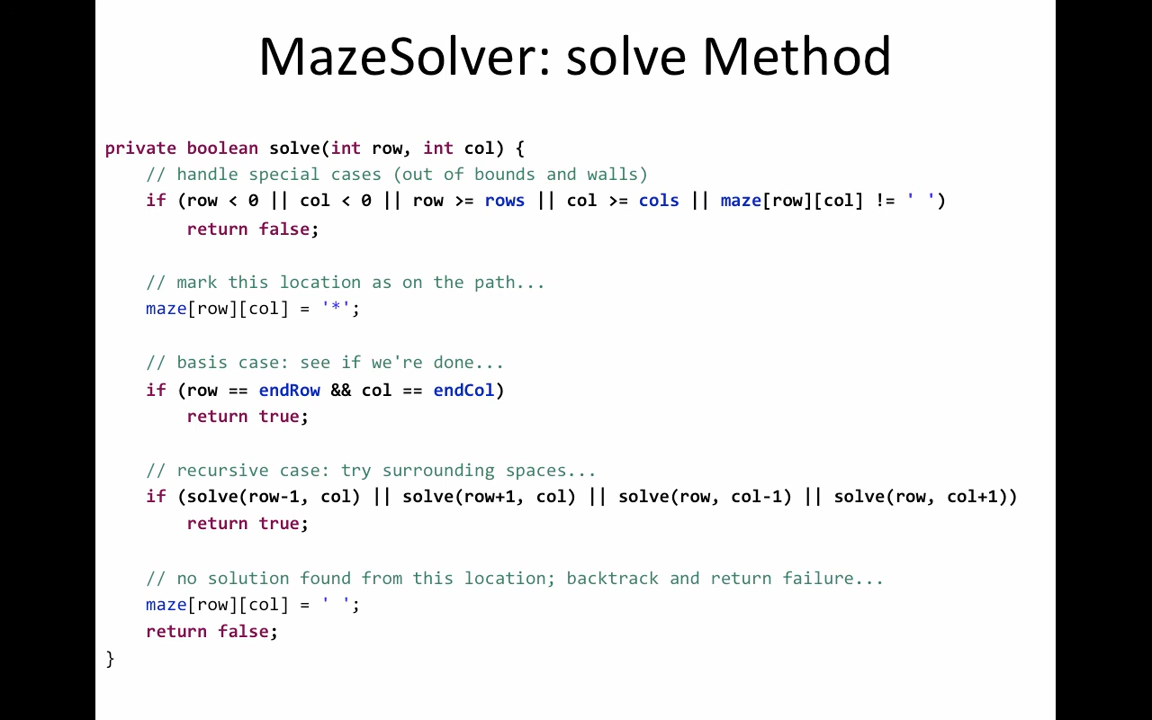 MazeSolver: solve Method
private boolean solve(int row, int col) {
// handle special cases (out of bounds and walls)
if (row < 0 || col < 0 || row >= rows || col >= cols || maze[row][col] != ' ')
return false;
// mark this location as on the path...
maze[row][col] = '*';
// basis case: see if we're done...
if (row == endRow && col == endCol)
return true;
// recursive case: try surrounding spaces...
if (solve(row-1, col) || solve(row+1, col) || solve(row, col-1) || solve(row, col+1))
return true;
// no solution found from this location; backtrack and return failure...
maze[row][col] = ' ';
return false;
}